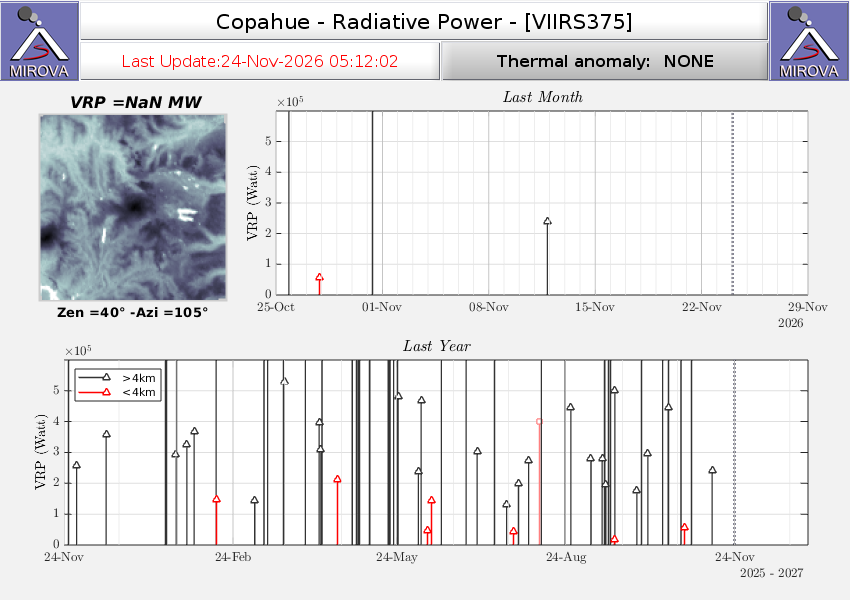 Copahue - Radiative Power - [VIIRS375]
MIROVA
Last Update:24-Nov-2026 05:12:02
Thermal anomaly: NONE
MIROVA
VRP =NaN MW
Zen =40° -Azi =105°
Last Month
×10⁵
VRP (Watt)
5
4
3
2
1
0
25-Oct
01-Nov
08-Nov
15-Nov
22-Nov
29-Nov
2026
Last Year
×10⁵
VRP (Watt)
>4km
<4km
5
4
3
2
1
0
24-Nov
24-Feb
24-May
24-Aug
24-Nov
2025 - 2027